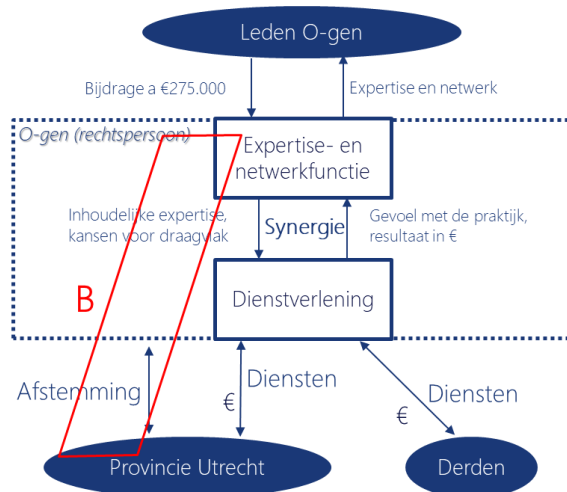 Leden O-gen
Bijdrage a €275.000
Expertise en netwerk
O-gen (rechtspersoon)
Expertise- en
netwerkfunctie
Inhoudelijke expertise,
kansen voor draagvlak
Synergie
Gevoel met de praktijk,
resultaat in €
B
Dienstverlening
Afstemming
€
Diensten
€
Diensten
Provincie Utrecht
Derden